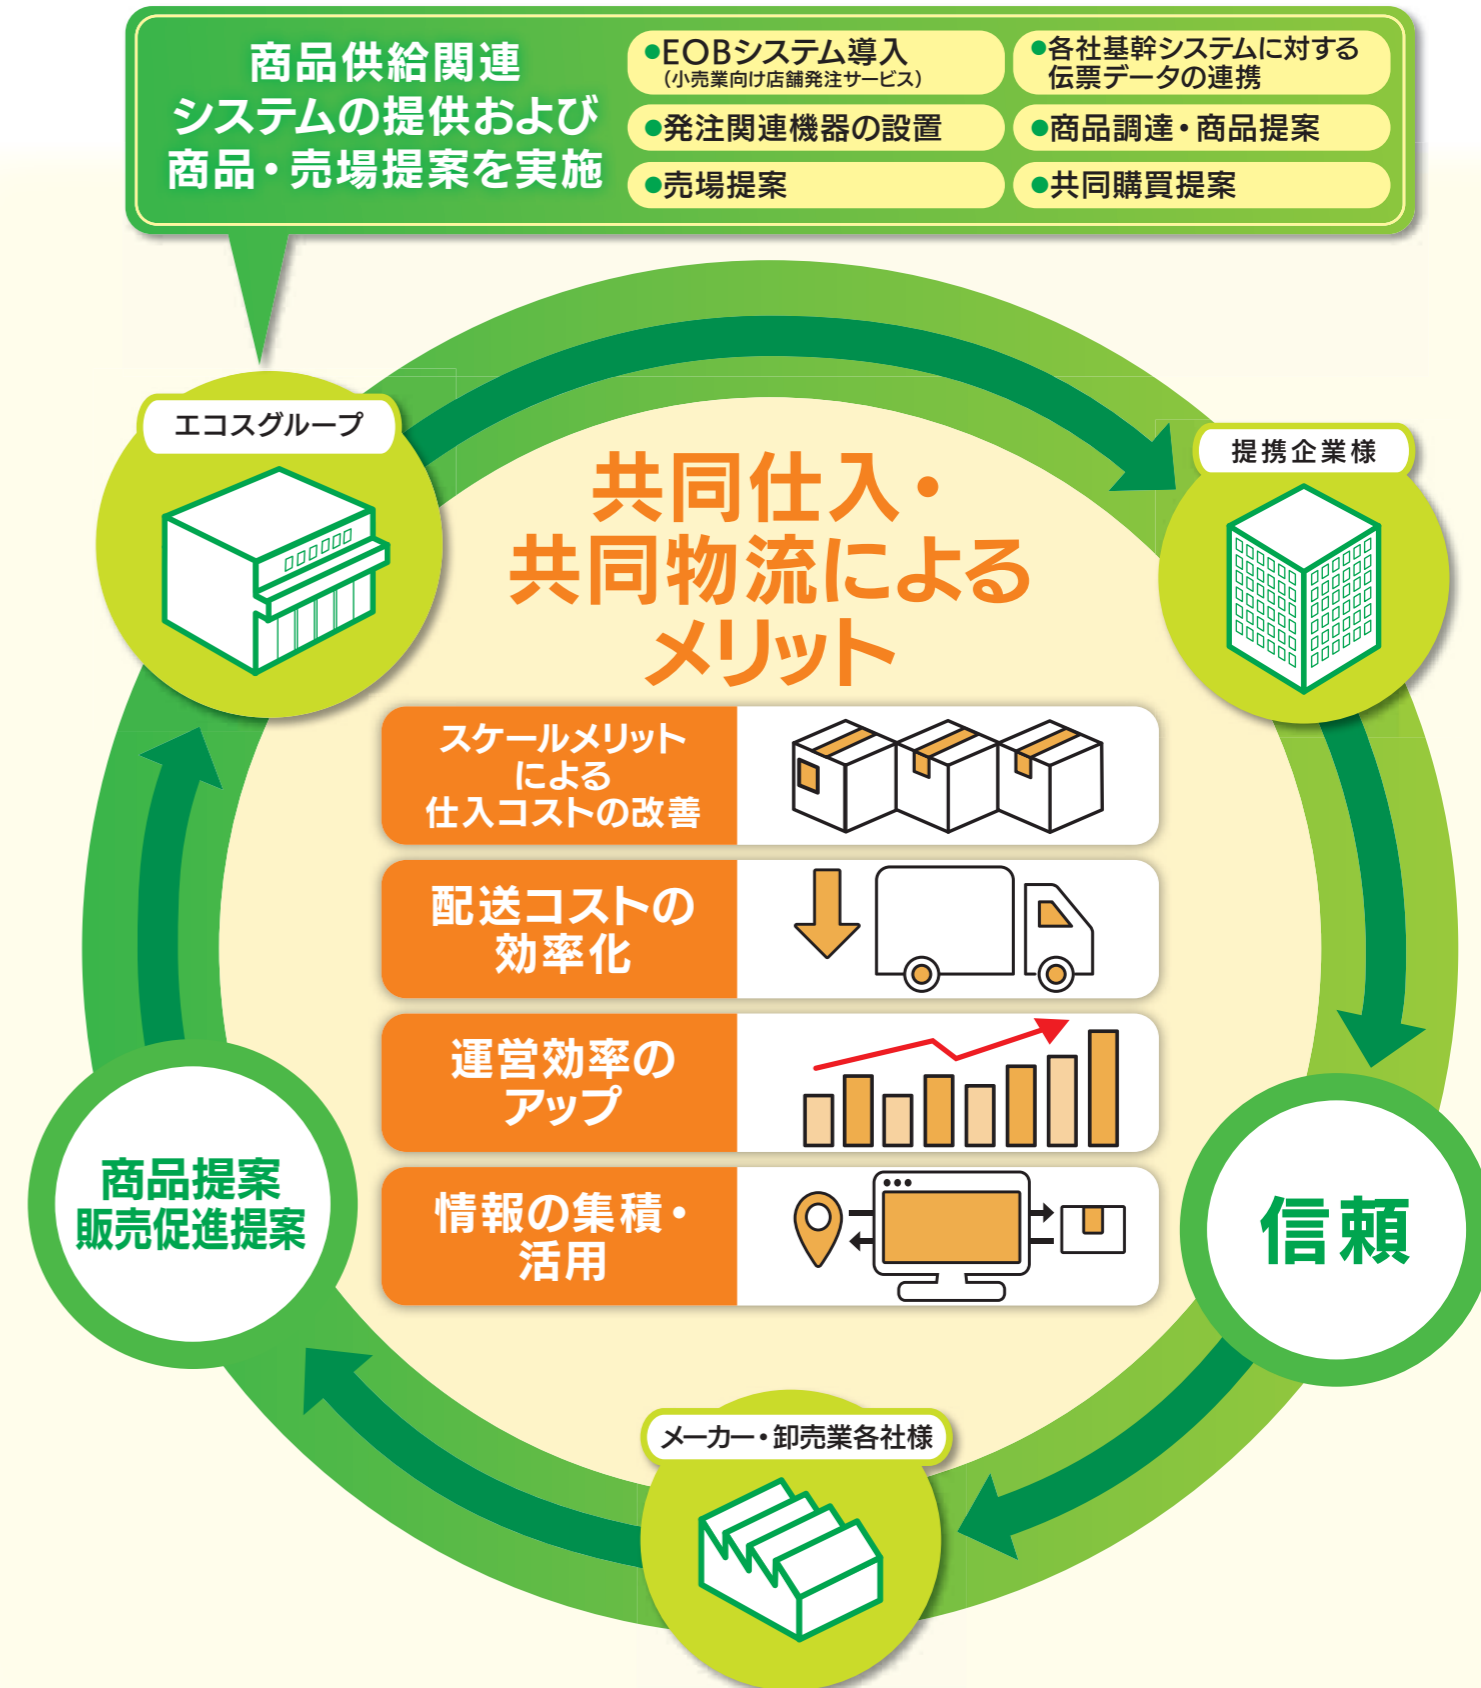 商品供給関連
システムの提供および
商品・売場提案を実施
●EOBシステム導入
（小売業向け店舗発注サービス）
●各社基幹システムに対する
伝票データの連携
●発注関連機器の設置
●商品調達・商品提案
●売場提案
●共同購買提案
エコスグループ
提携企業様
共同仕入・
共同物流による
メリット
スケールメリット
による
仕入コストの改善
配送コストの
効率化
運営効率の
アップ
情報の集積・
活用
商品提案
販売促進提案
信頼
メーカー・卸売業各社様